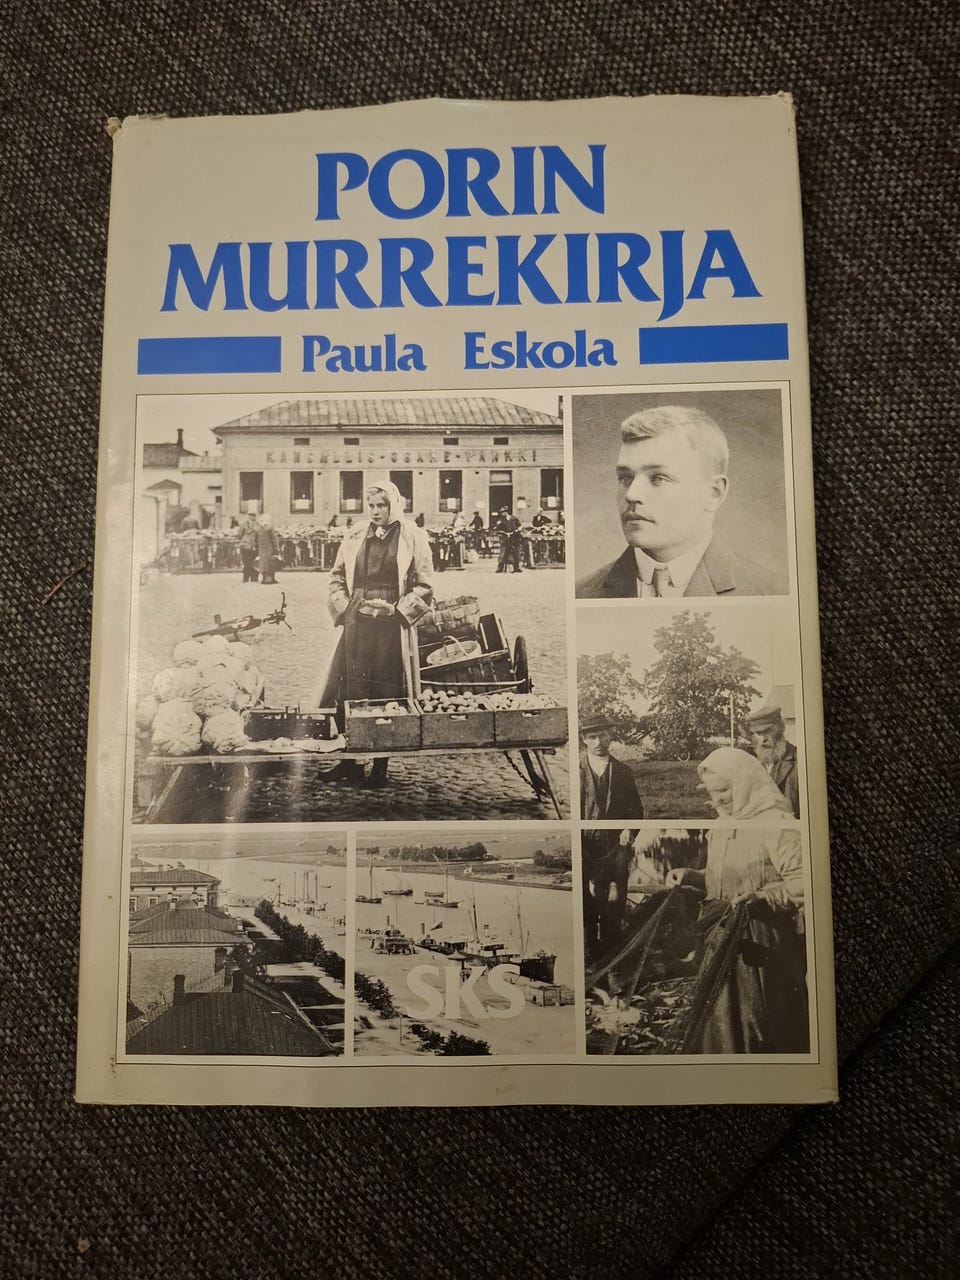 PORIN
MURREKIRJA
Paula Eskola
KANSALLIS-OSAKE-PANKKI
SKS